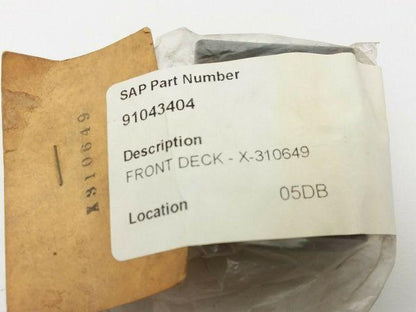 SAP Part Number
91043404
Description
FRONT DECK - X-310649
Location
05DB
X310649